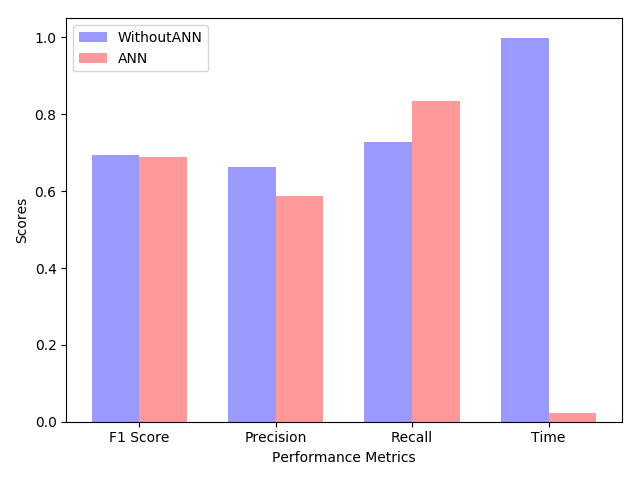 WithoutANN
ANN
1.0
0.8
0.6
0.4
0.2
0.0
Scores
F1 Score
Precision
Recall
Time
Performance Metrics